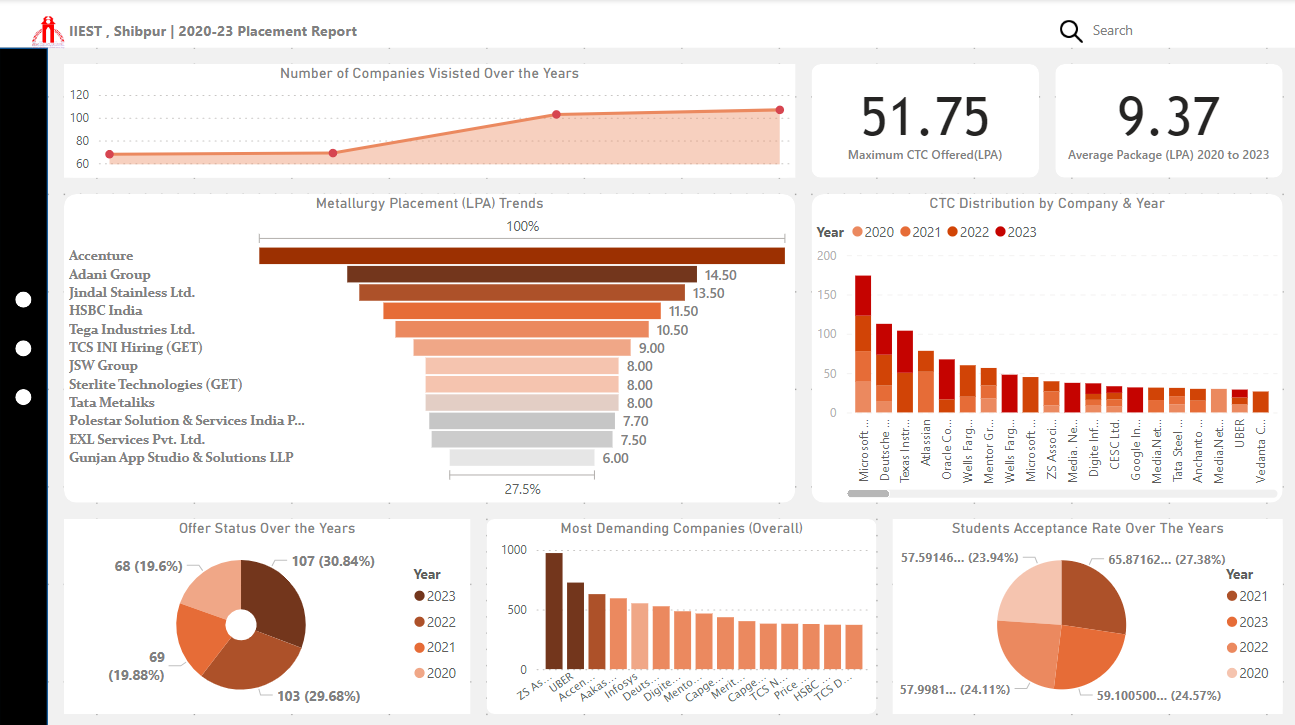 IIEST , Shibpur | 2020-23 Placement Report
Search
Number of Companies Visisted Over the Years
120
100
80
60
51.75
Maximum CTC Offered(LPA)
9.37
Average Package (LPA) 2020 to 2023
Metallurgy Placement (LPA) Trends
100%
Accenture
Adani Group 14.50
Jindal Stainless Ltd. 13.50
HSBC India 11.50
Tega Industries Ltd. 10.50
TCS INI Hiring (GET) 9.00
JSW Group 8.00
Sterlite Technologies (GET) 8.00
Tata Metaliks 8.00
Polestar Solution & Services India P... 7.70
EXL Services Pvt. Ltd. 7.50
Gunjan App Studio & Solutions LLP 6.00
27.5%
CTC Distribution by Company & Year
Year 2020 2021 2022 2023
200
150
100
50
0
Microsoft ...
Deutsche ...
Texas Instr...
Atlassian
Oracle Co...
Wells Farg...
Mentor Gr...
Wells Farg...
Microsoft ...
ZS Associ...
Media. Ne...
Digite Inf...
CESC Ltd.
Google In...
Media.Net...
Tata Steel ...
Anchanto ...
Media.Net...
UBER
Vedanta C...
Offer Status Over the Years
107 (30.84%)
103 (29.68%)
69
(19.88%)
68 (19.6%)
Year
2023
2022
2021
2020
Most Demanding Companies (Overall)
1000
500
0
ZS As...
UBER
Accen...
Aakas...
Infosys
Deuts...
Digite...
Mento...
Capge...
Merit...
Capge...
TCS N...
Price ...
HSBC ...
TCS D...
Students Acceptance Rate Over The Years
57.59146... (23.94%)
65.87162... (27.38%)
57.9981... (24.11%)
59.100500... (24.57%)
Year
2021
2023
2022
2020